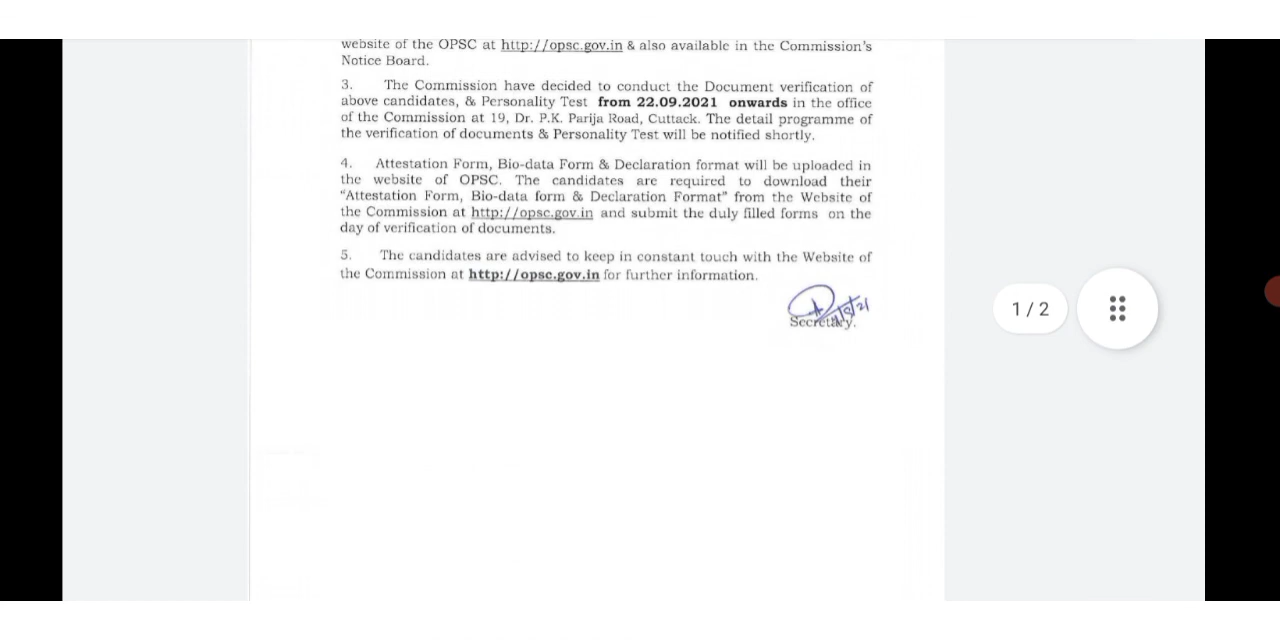 website of the OPSC at http://opsc.gov.in & also available in the Commission's
Notice Board.
3. The Commission have decided to conduct the Document verification of
above candidates, & Personality Test from 22.09.2021 onwards in the office
of the Commission at 19, Dr. P.K. Parija Road, Cuttack. The detail programme of
the verification of documents & Personality Test will be notified shortly.
4. Attestation Form, Bio-data Form & Declaration format will be uploaded in
the website of OPSC. The candidates are required to download their
“Attestation Form, Bio-data form & Declaration Format” from the Website of
the Commission at http://opsc.gov.in and submit the duly filled forms on the
day of verification of documents.
5. The candidates are advised to keep in constant touch with the Website of
the Commission at http://opsc.gov.in for further information.
Secretary.
1 / 2